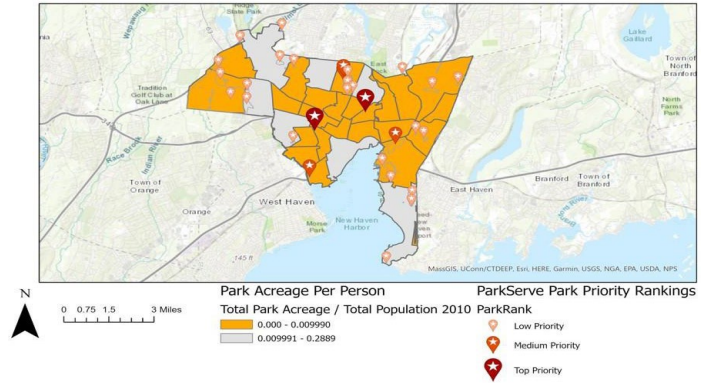 State Park
Lake
Gaillard
Town of
North
Branford
Tradition
Golf Club at
Oak Lane
East
North
Farms
Park
Race Brook
Indian River
Town of
Orange
Orange
West Haven
Morse
Park
New Haven
Harbor
East Haven
Branford
Town of
Branford
145 ft
MassGIS, UConn/CTDEEP, Esri, HERE, Garmin, USGS, NGA, EPA, USDA, NPS
N
0 0.75 1.5 3 Miles
Park Acreage Per Person
Total Park Acreage / Total Population 2010
0.000 - 0.009990
0.009991 - 0.2889
ParkServe Park Priority Rankings
ParkRank
Low Priority
Medium Priority
Top Priority